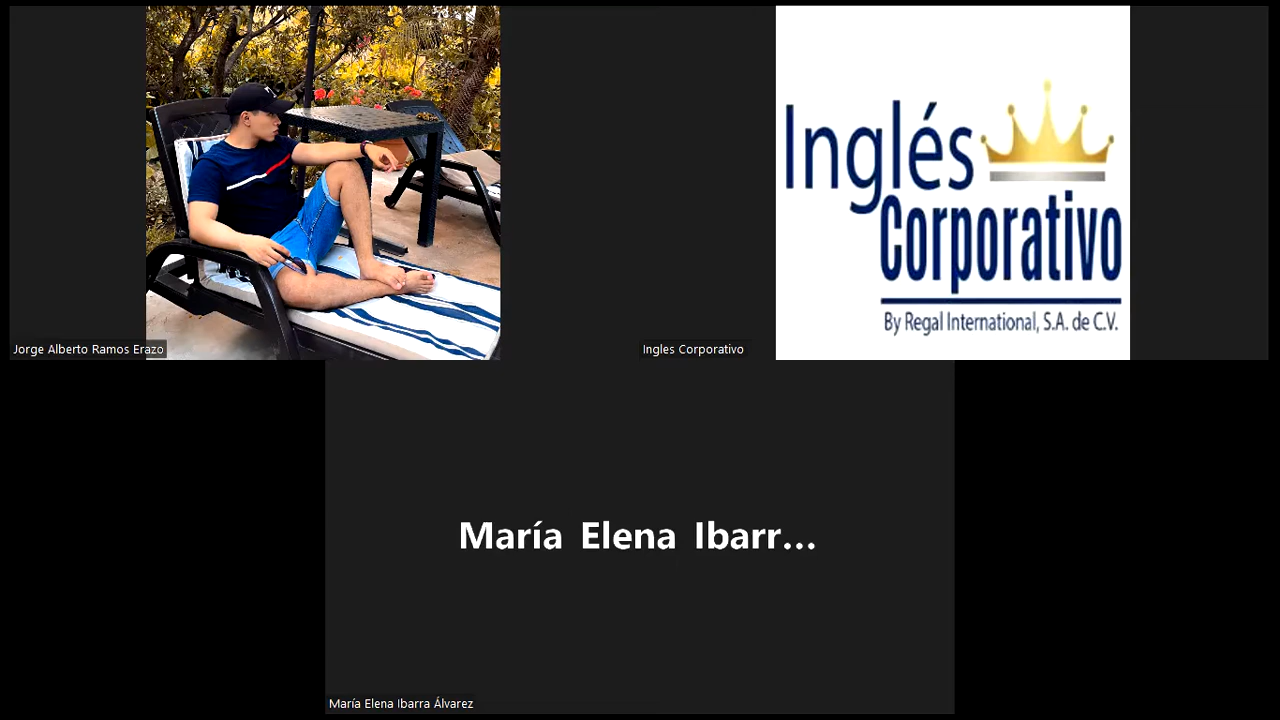 Inglés
Corporativo
By Regal International, S.A. de C.V.
Jorge Alberto Ramos Erazo
Ingles Corporativo
María Elena Ibarr...
María Elena Ibarra Álvarez